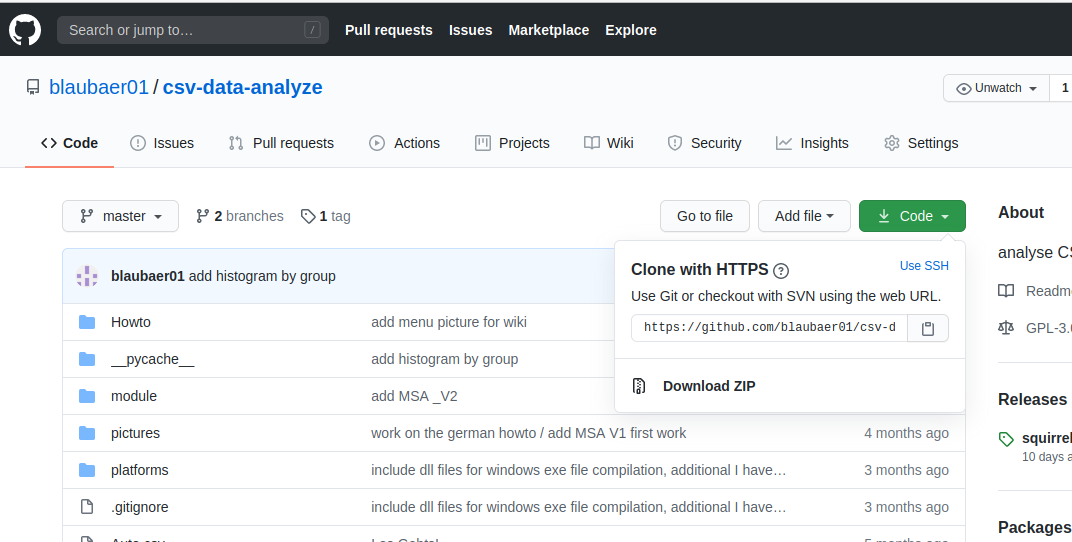 Search or jump to… /
Pull requests Issues Marketplace Explore
blaubaer01 / csv-data-analyze
Unwatch 1
Code Issues Pull requests Actions Projects Wiki Security Insights Settings
master 2 branches 1 tag
Go to file Add file Code
About
analyse CS
Readme
GPL-3.0
Releases
squirrel
10 days a
Packages
Clone with HTTPS ? Use SSH
Use Git or checkout with SVN using the web URL.
https://github.com/blaubaer01/csv-d
Download ZIP
blaubaer01 add histogram by group
Howto add menu picture for wiki
__pycache__ add histogram by group
module add MSA _V2
pictures work on the german howto / add MSA V1 first work 4 months ago
platforms include dll files for windows exe file compilation, additional I have… 3 months ago
.gitignore include dll files for windows exe file compilation, additional I have… 3 months ago